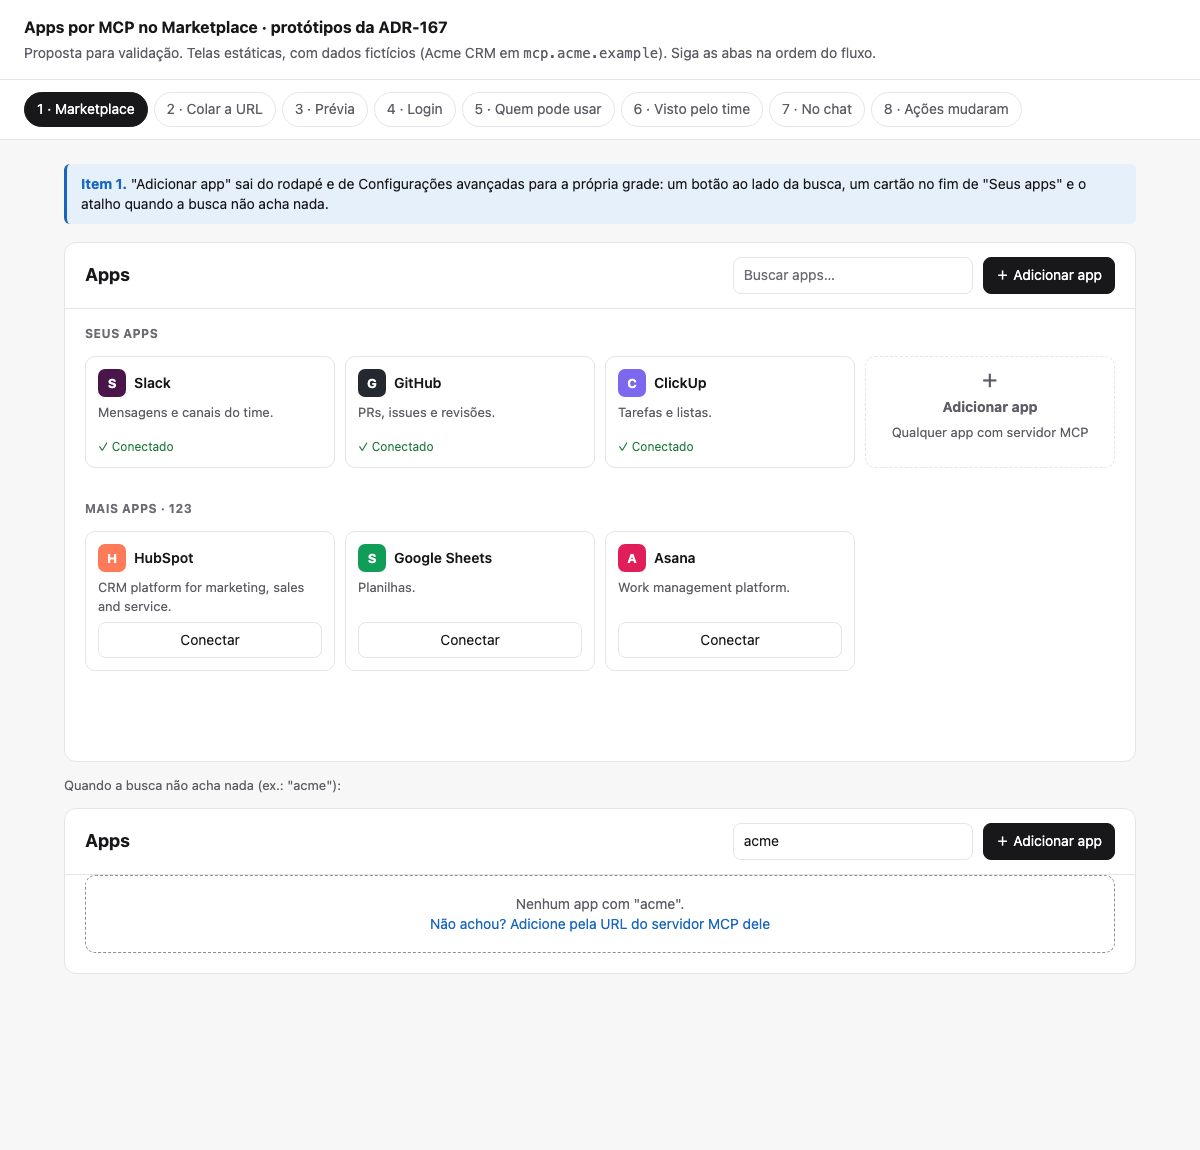 Apps por MCP no Marketplace · protótipos da ADR-167
Proposta para validação. Telas estáticas, com dados fictícios (Acme CRM em mcp.acme.example). Siga as abas na ordem do fluxo.
1 · Marketplace
2 · Colar a URL
3 · Prévia
4 · Login
5 · Quem pode usar
6 · Visto pelo time
7 · No chat
8 · Ações mudaram
Item 1. "Adicionar app" sai do rodapé e de Configurações avançadas para a própria grade: um botão ao lado da busca, um cartão no fim de "Seus apps" e o
atalho quando a busca não acha nada.
Apps
Buscar apps...
+ Adicionar app
SEUS APPS
S Slack
Mensagens e canais do time.
✓ Conectado
G GitHub
PRs, issues e revisões.
✓ Conectado
C ClickUp
Tarefas e listas.
✓ Conectado
+
Adicionar app
Qualquer app com servidor MCP
MAIS APPS · 123
H HubSpot
CRM platform for marketing, sales
and service.
Conectar
S Google Sheets
Planilhas.
Conectar
A Asana
Work management platform.
Conectar
Quando a busca não acha nada (ex.: "acme"):
Apps
acme
+ Adicionar app
Nenhum app com "acme".
Não achou? Adicione pela URL do servidor MCP dele